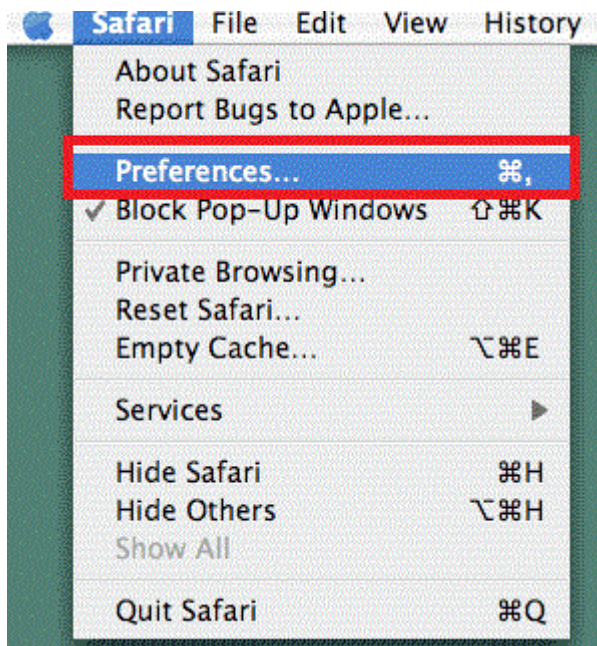 Safari File Edit View History
About Safari
Report Bugs to Apple...
Preferences... ⌘,
✓ Block Pop-Up Windows ⇧⌘K
Private Browsing...
Reset Safari...
Empty Cache... ⌥⌘E
Services ▶
Hide Safari ⌘H
Hide Others ⌥⌘H
Show All
Quit Safari ⌘Q